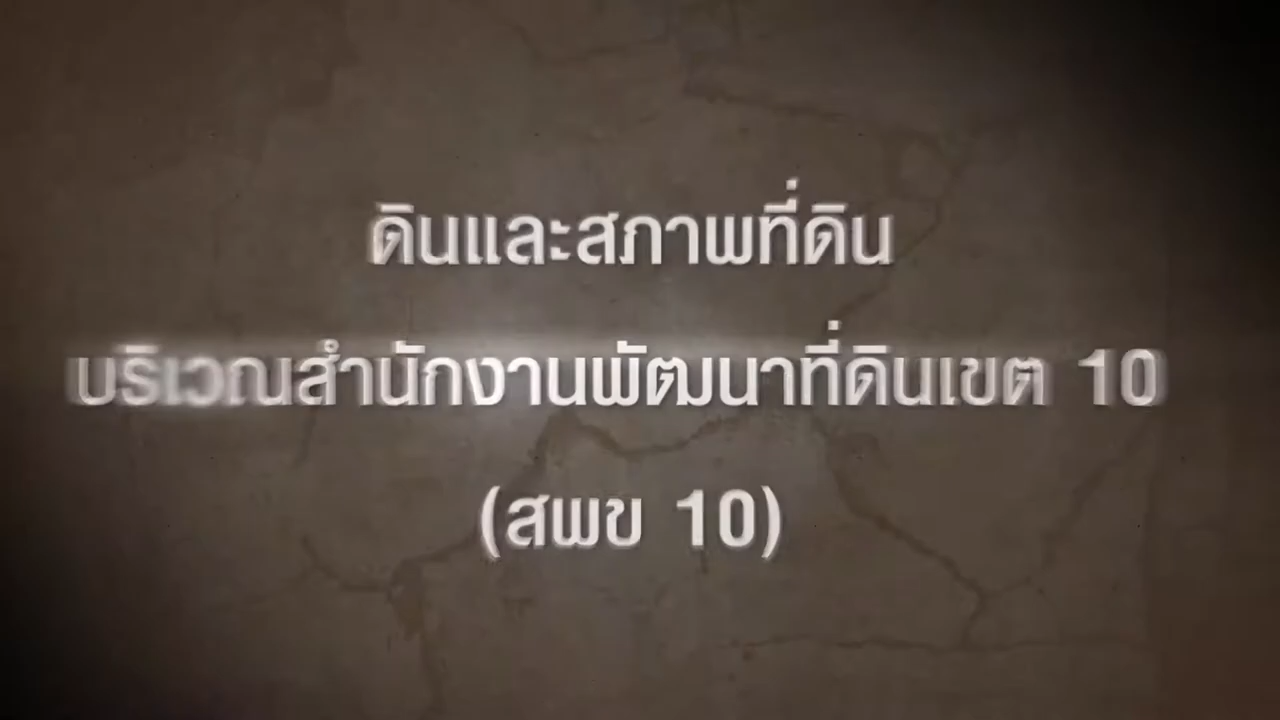 ดินและสภาพที่ดิน
บริเวณสำนักงานพัฒนาที่ดินเขต 10
(สพข 10)